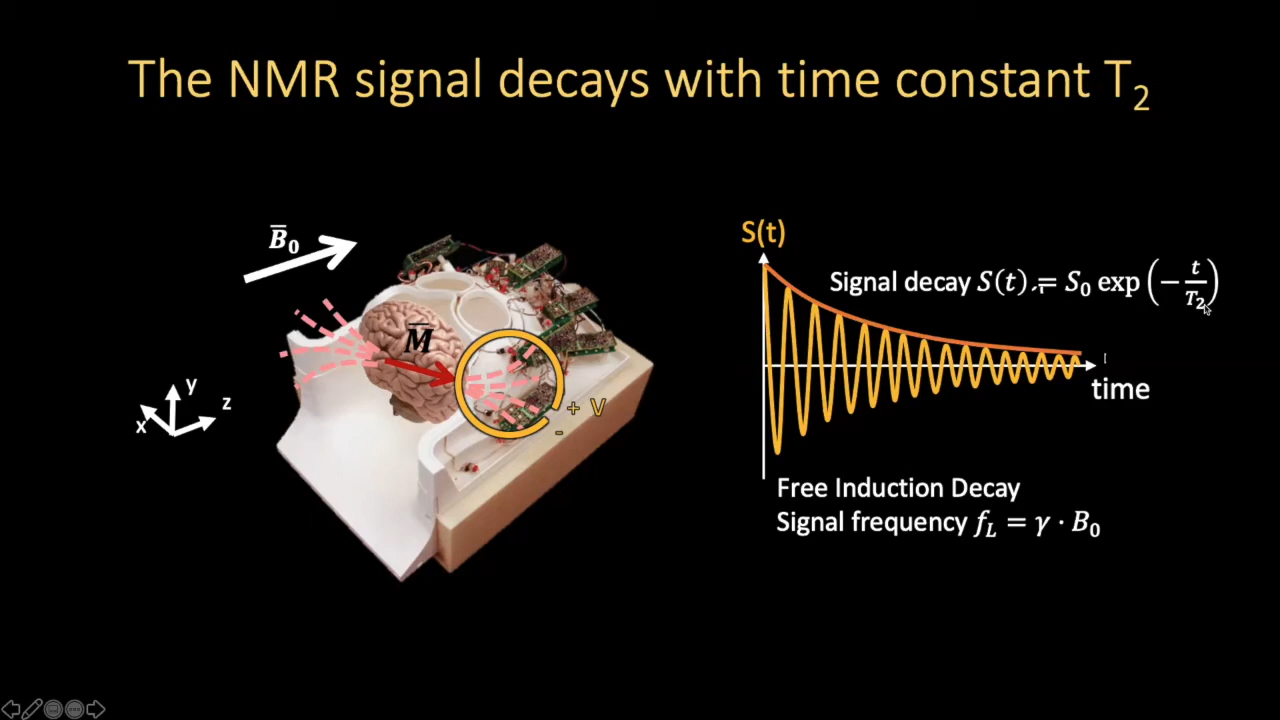 The NMR signal decays with time constant T₂
B̅₀
M̅
y
z
x
+ V
-
S(t)
Signal decay S(t) = S₀ exp(−t/T₂)
time
Free Induction Decay
Signal frequency f_L = γ · B₀